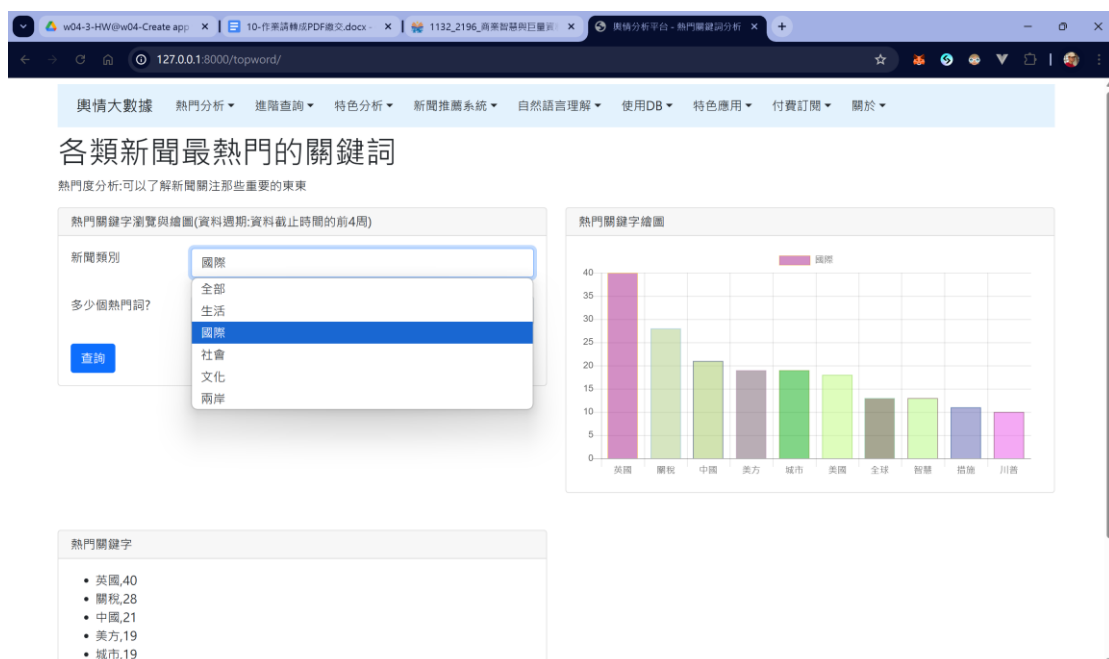 w04-3-HW@w04-Create app
10-作業請轉成PDF繳交.docx -
1132_2196_商業智慧與巨量資
輿情分析平台 - 熱門關鍵詞分析
127.0.0.1:8000/topword/
輿情大數據 熱門分析 進階查詢 特色分析 新聞推薦系統 自然語言理解 使用DB 特色應用 付費訂閱 關於
各類新聞最熱門的關鍵詞
熱門度分析:可以了解新聞關注那些重要的東東
熱門關鍵字瀏覽與繪圖(資料週期:資料截止時間的前4周)
新聞類別
國際
多少個熱門詞?
全部
生活
國際
社會
文化
兩岸
查詢
熱門關鍵字繪圖
國際
40
35
30
25
20
15
10
5
0
英國 關稅 中國 美方 城市 美國 全球 智慧 措施 川普
熱門關鍵字
英國,40
關稅,28
中國,21
美方,19
城市,19